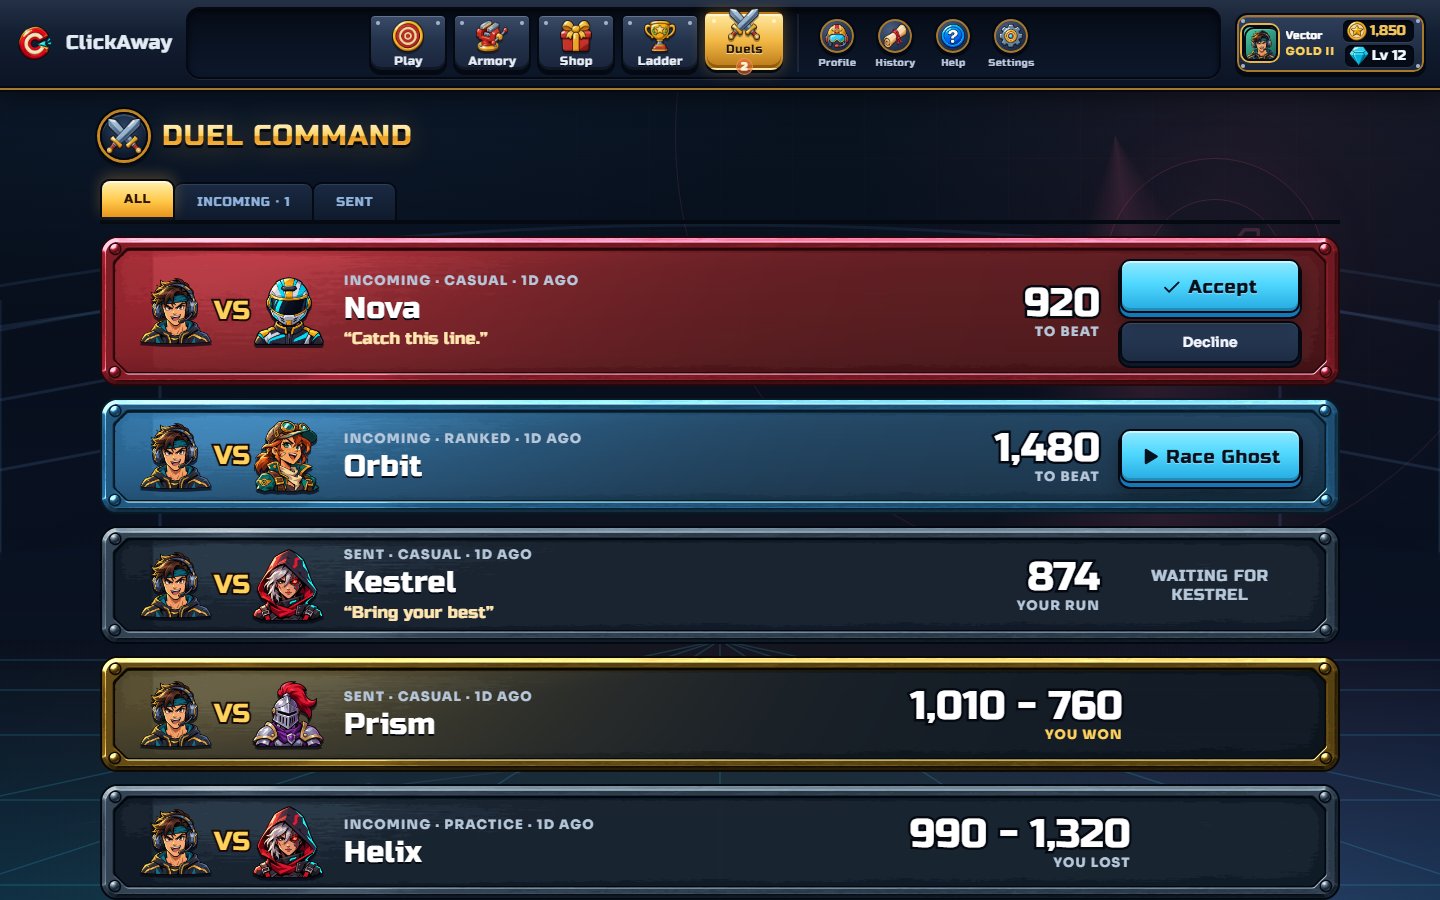 ClickAway
Play
Armory
Shop
Ladder
Duels
2
Profile
History
Help
Settings
Vector
GOLD II
1,850
Lv 12
DUEL COMMAND
ALL
INCOMING · 1
SENT
VS
INCOMING · CASUAL · 1D AGO
Nova
“Catch this line.”
920
TO BEAT
Accept
Decline
VS
INCOMING · RANKED · 1D AGO
Orbit
1,480
TO BEAT
Race Ghost
VS
SENT · CASUAL · 1D AGO
Kestrel
“Bring your best”
874
YOUR RUN
WAITING FOR
KESTREL
VS
SENT · CASUAL · 1D AGO
Prism
1,010 – 760
YOU WON
VS
INCOMING · PRACTICE · 1D AGO
Helix
990 – 1,320
YOU LOST